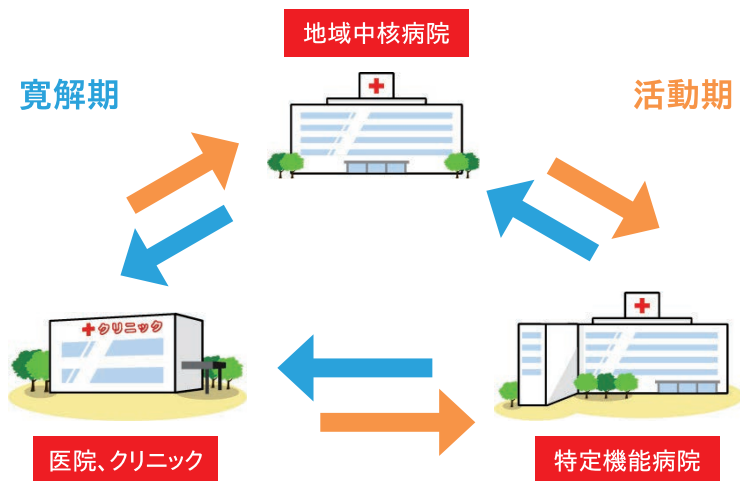 地域中核病院
寛解期
活動期
クリニック
医院、クリニック
特定機能病院